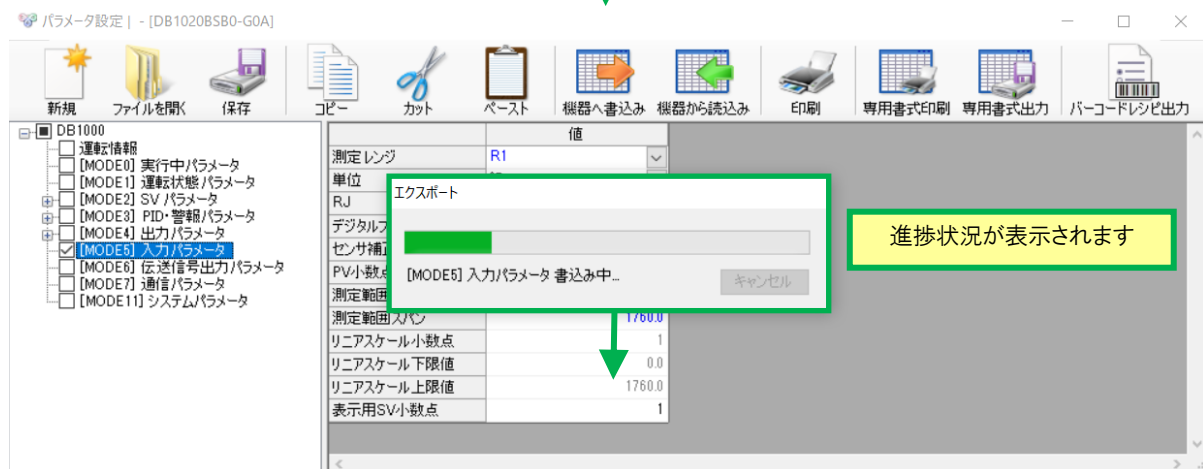 パラメータ設定 | - [DB1020BSB0-G0A]
新規 ファイルを開く 保存 コピー カット ペースト 機器へ書込み 機器から読込み 印刷 専用書式印刷 専用書式出力 バーコードレシピ出力
DB1000
運転情報
[MODE0] 実行中パラメータ
[MODE1] 運転状態パラメータ
[MODE2] SV パラメータ
[MODE3] PID・警報パラメータ
[MODE4] 出力パラメータ
[MODE5] 入力パラメータ
[MODE6] 伝送信号出力パラメータ
[MODE7] 通信パラメータ
[MODE11] システムパラメータ
値
測定レンジ R1
単位
RJ
デジタルフ
センサ補正
PV小数点
測定範囲
測定範囲スパン 1760.0
リニアスケール小数点 1
リニアスケール下限値 0.0
リニアスケール上限値 1760.0
表示用SV小数点 1
エクスポート
[MODE5] 入力パラメータ 書込み中...
キャンセル
進捗状況が表示されます